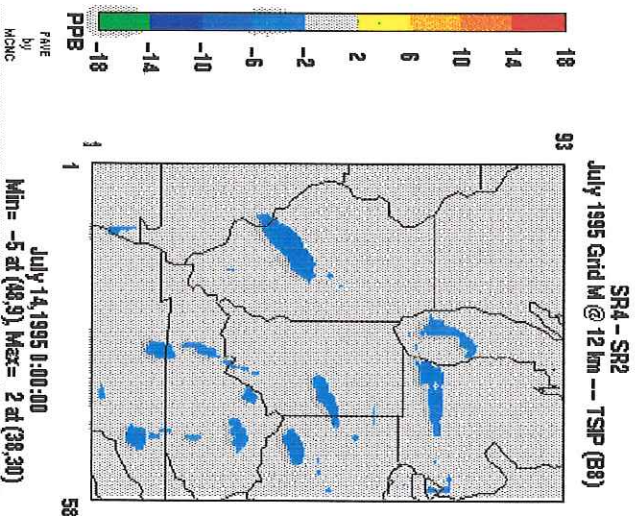 SR4 - SR2
July 1995 Grid M @ 12 km --- TSIP (B8)
93
1
1
58
18
14
10
6
2
-2
-6
-10
-14
-18
PPB
PAVE
by
MCNC
July 14, 1995 0:00:00
Min= -5 at (48,9), Max= 2 at (38,30)